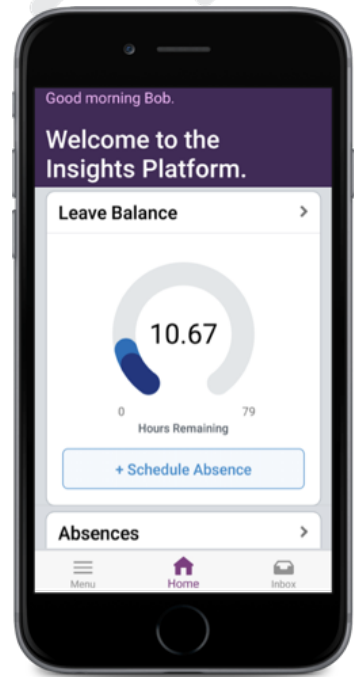 Good morning Bob.
Welcome to the
Insights Platform.
Leave Balance
10.67
0 79
Hours Remaining
+ Schedule Absence
Absences
Menu Home Inbox